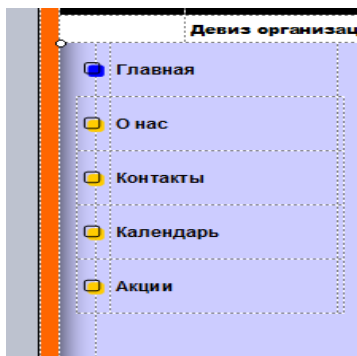 Девиз организац
Главная
О нас
Контакты
Календарь
Акции